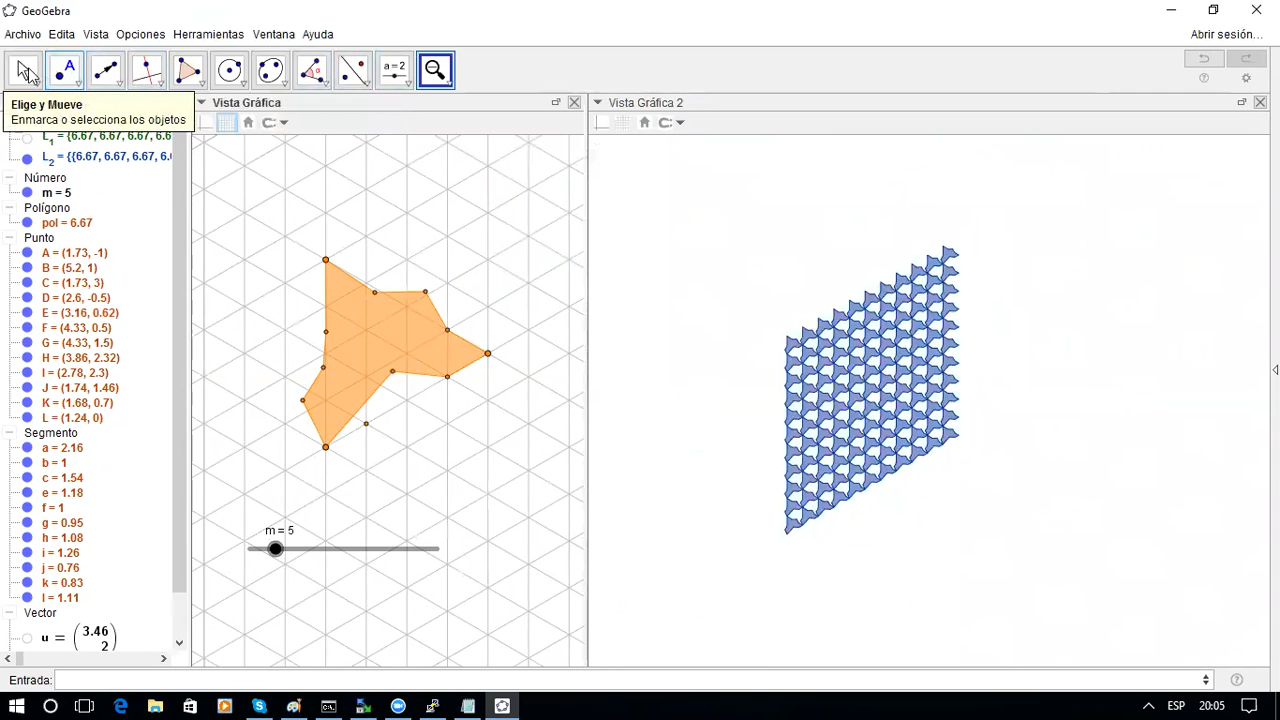 GeoGebra
Archivo Edita Vista Opciones Herramientas Ventana Ayuda
Abrir sesión...
A
a = 2
Elige y Mueve
Enmarca o selecciona los objetos
Vista Gráfica
Vista Gráfica 2
L1 = {6.67, 6.67, 6.67, 6.6
L2 = {{6.67, 6.67, 6.67, 6.
Número
m = 5
Polígono
pol = 6.67
Punto
A = (1.73, -1)
B = (5.2, 1)
C = (1.73, 3)
D = (2.6, -0.5)
E = (3.16, 0.62)
F = (4.33, 0.5)
G = (4.33, 1.5)
H = (3.86, 2.32)
I = (2.78, 2.3)
J = (1.74, 1.46)
K = (1.68, 0.7)
L = (1.24, 0)
Segmento
a = 2.16
b = 1
c = 1.54
e = 1.18
f = 1
g = 0.95
h = 1.08
i = 1.26
j = 0.76
k = 0.83
l = 1.11
Vector
u = (3.46
2)
m = 5
Entrada:
ESP 20:05